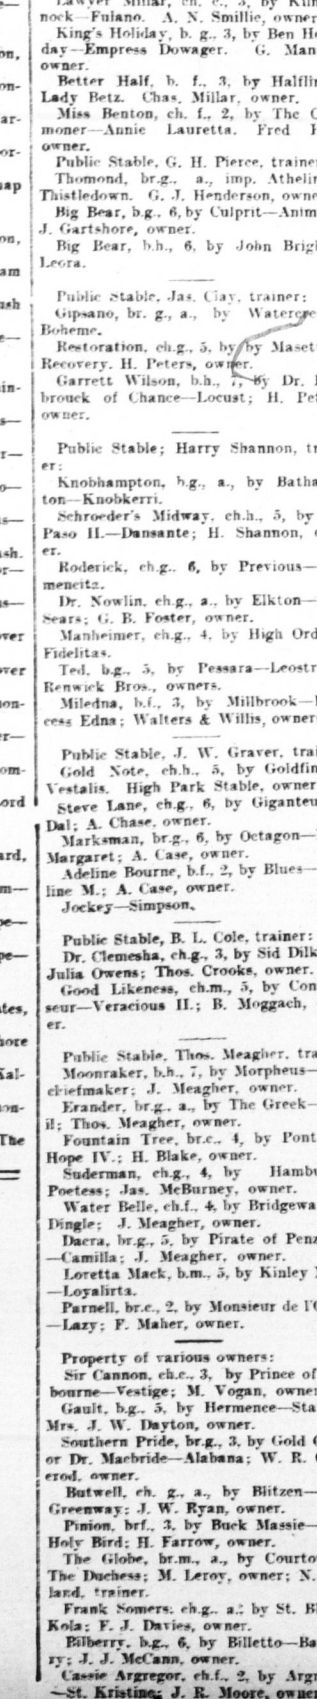 nock—Fulano. A. N. Smillie, owner
King's Holiday, b. g., 3, by Ben Ho
day—Empress Dowager. G. Man
owner.
Better Half, b. f., 3, by Halflin
Lady Betz. Chas. Millar, owner.
Miss Benton, ch. f., 2, by The C
moner—Annie Lauretta. Fred
owner.
Public Stable, G. H. Pierce, trainer
Thomond, br.g., a., imp. Athelin
Thistledown. G. J. Henderson, owne
Big Bear, b.g., 6, by Culprit—Anim
J. Gartshore, owner.
Big Bear, b.h., 6, by John Brigh
Leora.
Public Stable, Jas. Clay, trainer:
Gipsano, br. g., a., by Watercre
Boheme.
Restoration, ch.g., 5, by by Maset
Recovery. H. Peters, owner.
Garrett Wilson, b.h., 7, by Dr.
brouck of Chance—Locust; H. Pet
owner.
Public Stable; Harry Shannon, tr
er:
Knobhampton, b.g., a., by Batha
ton—Knobkerri.
Schroeder's Midway, ch.h., 5, by
Paso II.—Dansante; H. Shannon,
er.
Roderick, ch.g., 6, by Previous—
mencita.
Dr. Nowlin, ch.g., a., by Elkton—
Sears; G. B. Foster, owner.
Manheimer, ch.g., 4, by High Ord
Fidelitas.
Ted, b.g., 5, by Pessara—Leostr
Renwick Bros., owners.
Miledna, b.f., 3, by Millbrook—
cess Edna; Walters & Willis, owner
Public Stable, J. W. Graver, trai
Gold Note, ch.h., 5, by Goldfin
Vestalis. High Park Stable, owner
Steve Lane, ch.g., 6, by Giganteu
Dal; A. Chase, owner.
Marksman, br.g., 6, by Octagon—
Margaret; A. Case, owner.
Adeline Bourne, b.f., 2, by Blues—
line M.; A. Case, owner.
Jockey—Simpson.
Public Stable, B. L. Cole, trainer:
Dr. Clemesha, ch.g., 3, by Sid Dilk
Julia Owens; Thos. Crooks, owner.
Good Likeness, ch.m., 5, by Con
seur—Veracious II.; B. Moggach,
er.
Public Stable, Thos. Meagher, tra
Moonraker, b.h., 7, by Morpheus—
chiefmaker; J. Meagher, owner.
Erander, br.g., a., by The Greek—
il; Thos. Meagher, owner.
Fountain Tree, br.c., 4, by Pont
Hope IV.; H. Blake, owner.
Suderman, ch.g., 4, by Hambu
Poetess; Jas. McBurney, owner.
Water Belle, ch.f., 4, by Bridgewa
Dingle; J. Meagher, owner.
Dacra, br.g., 5, by Pirate of Penz
—Camilla; J. Meagher, owner.
Loretta Mack, b.m., 5, by Kinley
—Loyalirta.
Parnell, br.c., 2, by Monsieur de l'O
—Lazy; F. Maher, owner.
Property of various owners:
Sir Cannon, ch.c., 3, by Prince of
bourne—Vestige; M. Vogan, owner
Gault, b.g., 5, by Hermence—Sta
Mrs. J. W. Dayton, owner.
Southern Pride, br.g., 3, by Gold
or Dr. Macbride—Alabana; W. R.
erod, owner.
Butwell, ch. g., a., by Blitzen—
Greenway; J. W. Ryan, owner.
Pinion, brf., 3, by Buck Massie—
Holy Bird; H. Farrow, owner.
The Globe, br.m., a., by Courto
The Duchess; M. Leroy, owner; N.
land, trainer.
Frank Somers, ch.g., a.; by St. B
Kola; F. J. Davies, owner.
Bilberry, b.g., 6, by Billetto—Ba
ry; J. J. McCann, owner.
Cassie Argregor, ch.f., 2, by Argr
—St. Kristine; J. R. Moore, owner